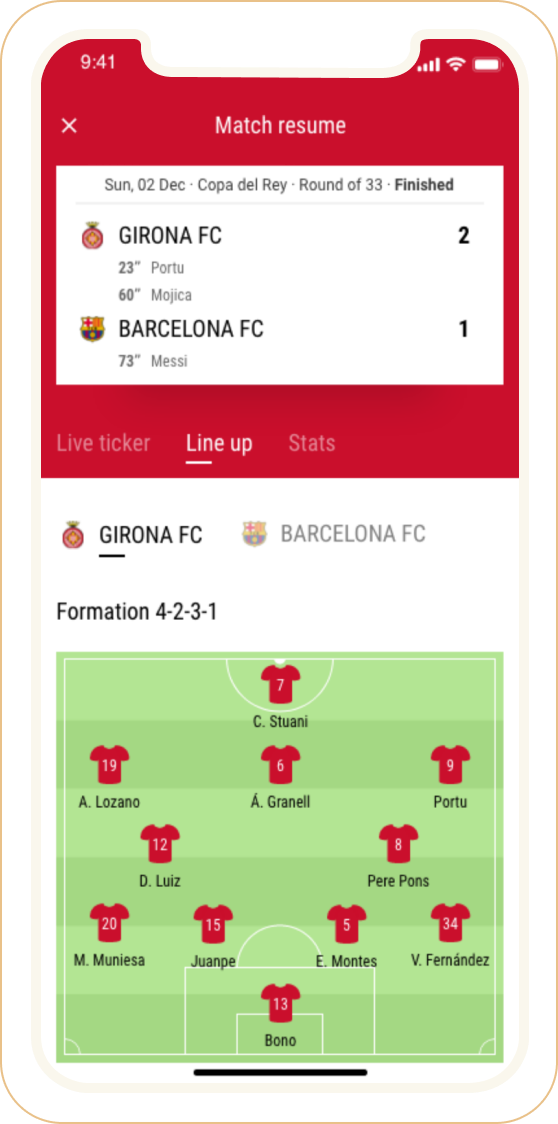 9:41
Match resume
Sun, 02 Dec · Copa del Rey · Round of 33 · Finished
GIRONA FC 2
23” Portu
60” Mojica
BARCELONA FC 1
73” Messi
Live ticker Line up Stats
GIRONA FC BARCELONA FC
Formation 4-2-3-1
7
C. Stuani
19 6 9
A. Lozano Á. Granell Portu
12 8
D. Luiz Pere Pons
20 15 5 34
M. Muniesa Juanpe E. Montes V. Fernández
13
Bono